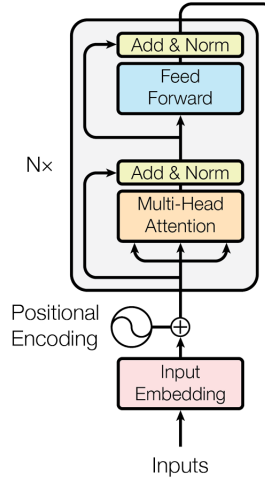 Add & Norm
Feed
Forward
N×
Add & Norm
Multi-Head
Attention
Positional
Encoding
Input
Embedding
Inputs